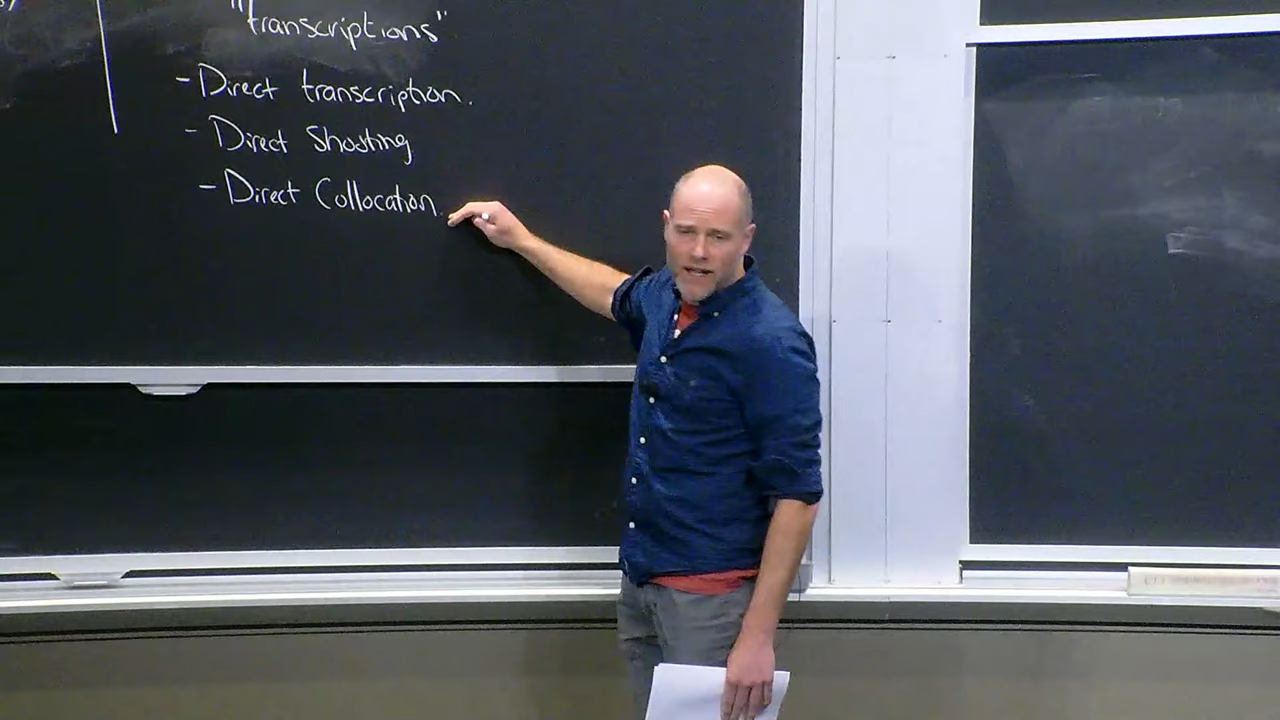 "transcriptions"
- Direct transcription.
- Direct Shooting
- Direct Collocation.